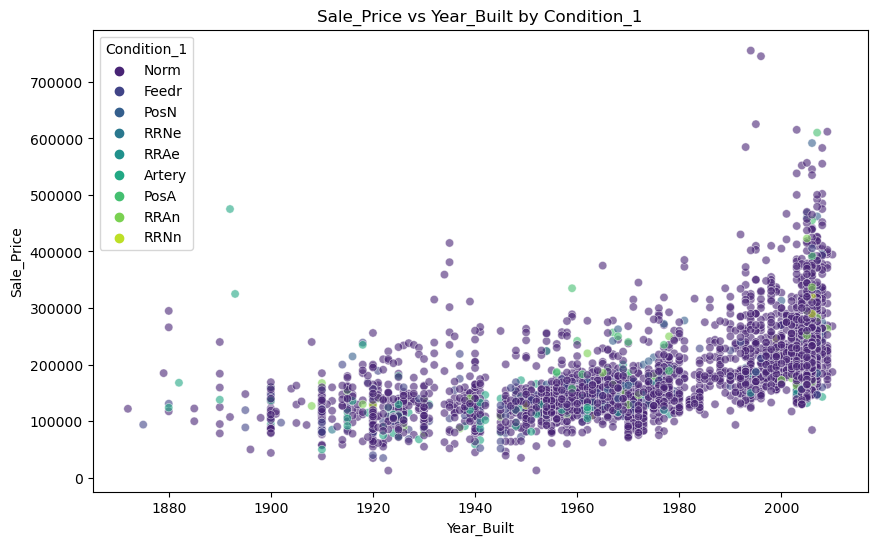 Sale_Price vs Year_Built by Condition_1
Condition_1
Norm
Feedr
PosN
RRNe
RRAe
Artery
PosA
RRAn
RRNn
Sale_Price
700000
600000
500000
400000
300000
200000
100000
0
1880 1900 1920 1940 1960 1980 2000
Year_Built